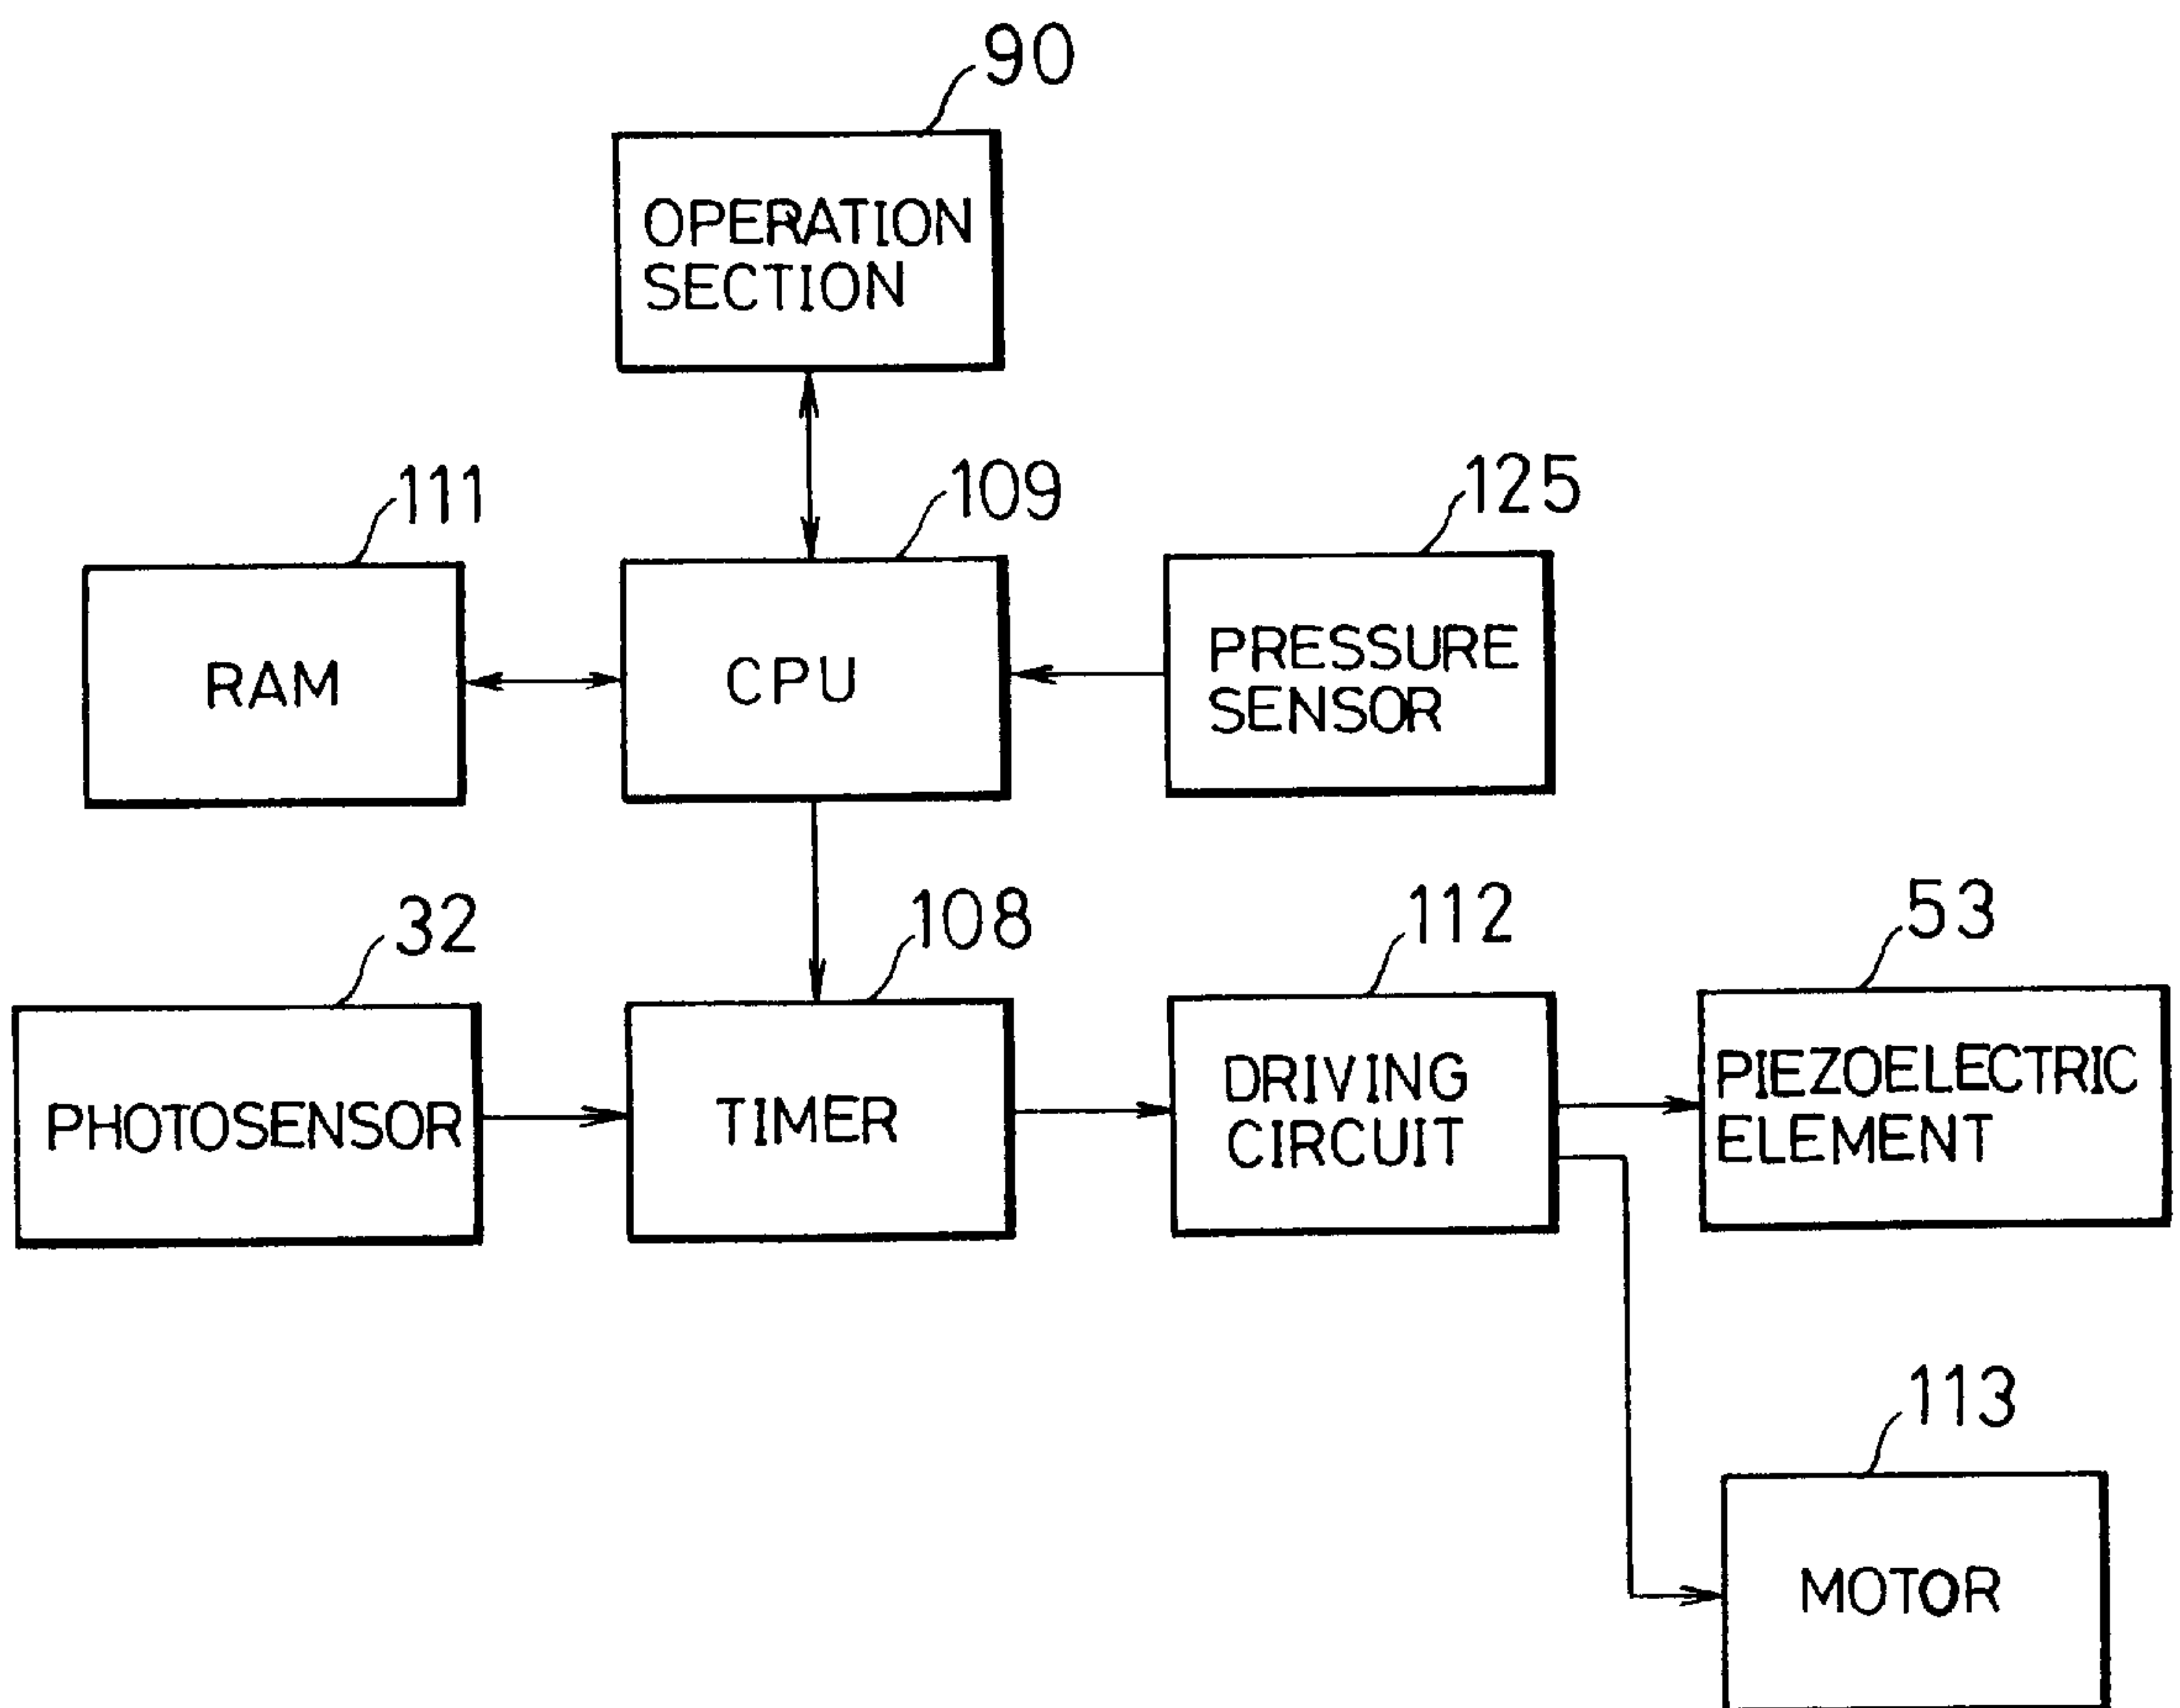 90
OPERATION
SECTION
111
109
125
RAM
CPU
PRESSURE
SENSOR
32
108
112
53
PHOTOSENSOR
TIMER
DRIVING
CIRCUIT
PIEZOELECTRIC
ELEMENT
113
MOTOR